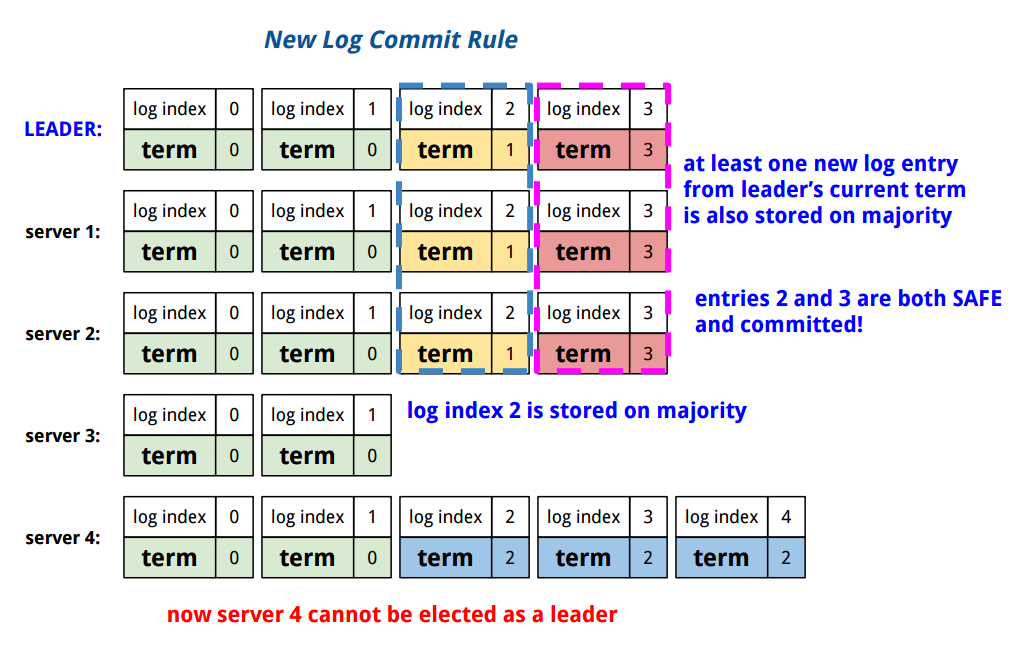 New Log Commit Rule
log index 0 log index 1 log index 2 log index 3
LEADER:
term 0 term 0 term 1 term 3
at least one new log entry
from leader's current term
is also stored on majority
log index 0 log index 1 log index 2 log index 3
server 1:
term 0 term 0 term 1 term 3
entries 2 and 3 are both SAFE
and committed!
log index 0 log index 1 log index 2 log index 3
server 2:
term 0 term 0 term 1 term 3
log index 0 log index 1
log index 2 is stored on majority
server 3:
term 0 term 0
log index 0 log index 1 log index 2 log index 3 log index 4
server 4:
term 0 term 0 term 2 term 2 term 2
now server 4 cannot be elected as a leader